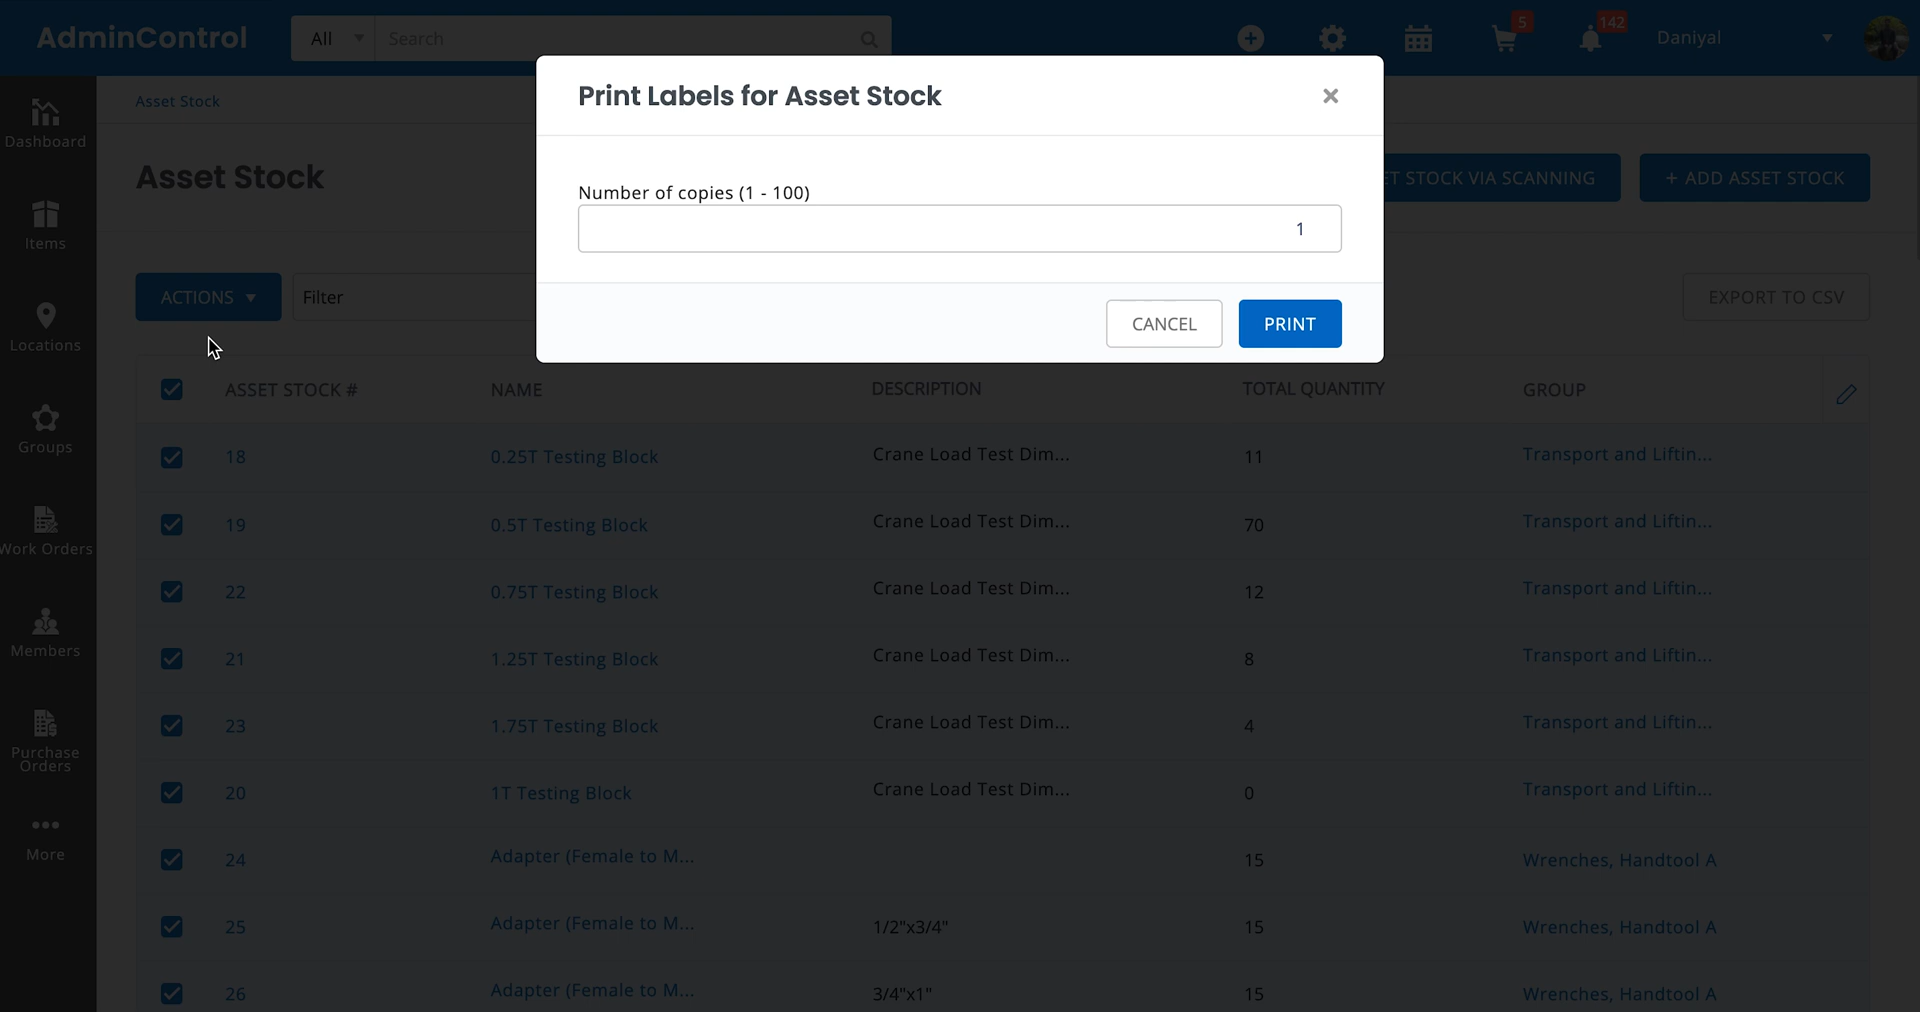 AdminControl
All
Search
5
142
Daniyal
Asset Stock
Print Labels for Asset Stock
×
Dashboard
Asset Stock
Number of copies (1 - 100)
1
T STOCK VIA SCANNING
+ ADD ASSET STOCK
Items
ACTIONS
Filter
CANCEL
PRINT
EXPORT TO CSV
Locations
ASSET STOCK #
NAME
DESCRIPTION
TOTAL QUANTITY
GROUP
Groups
18
0.25T Testing Block
Crane Load Test Dim...
11
Transport and Liftin...
19
0.5T Testing Block
Crane Load Test Dim...
70
Transport and Liftin...
Work Orders
22
0.75T Testing Block
Crane Load Test Dim...
12
Transport and Liftin...
Members
21
1.25T Testing Block
Crane Load Test Dim...
8
Transport and Liftin...
23
1.75T Testing Block
Crane Load Test Dim...
4
Transport and Liftin...
Purchase
Orders
20
1T Testing Block
Crane Load Test Dim...
0
Transport and Liftin...
More
24
Adapter (Female to M...
15
Wrenches, Handtool A
25
Adapter (Female to M...
1/2"x3/4"
15
Wrenches, Handtool A
26
Adapter (Female to M...
3/4"x1"
15
Wrenches, Handtool A